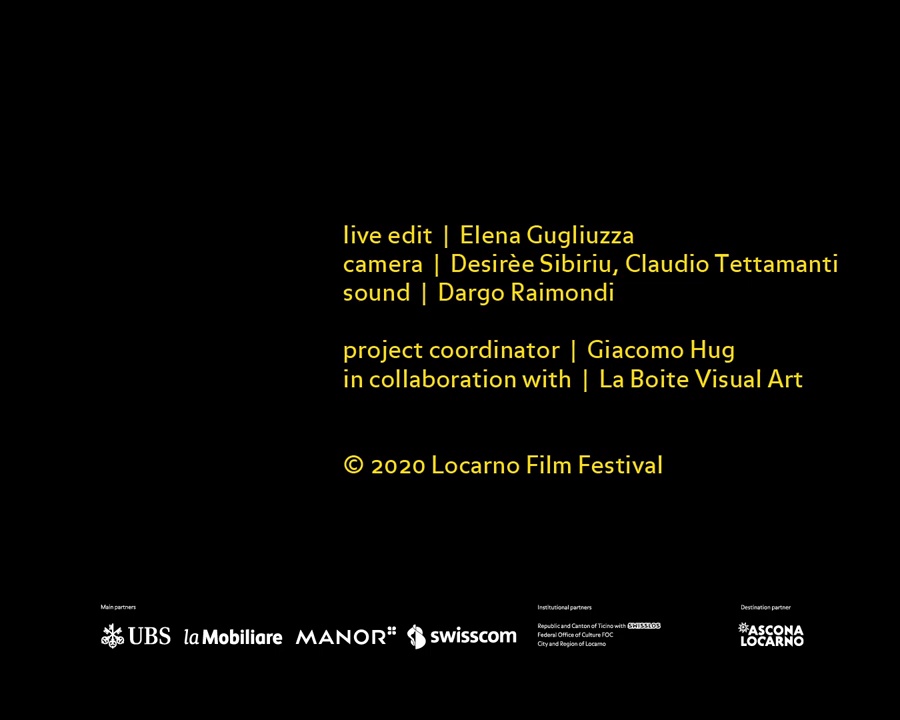 live edit | Elena Gugliuzza
camera | Desirèe Sibiriu, Claudio Tettamanti
sound | Dargo Raimondi
project coordinator | Giacomo Hug
in collaboration with | La Boite Visual Art
© 2020 Locarno Film Festival
Main partners
UBS la Mobiliare MANOR swisscom
Institutional partners
Republic and Canton of Ticino with SWISSLOS
Federal Office of Culture FOC
City and Region of Locarno
Destination partner
ASCONA
LOCARNO